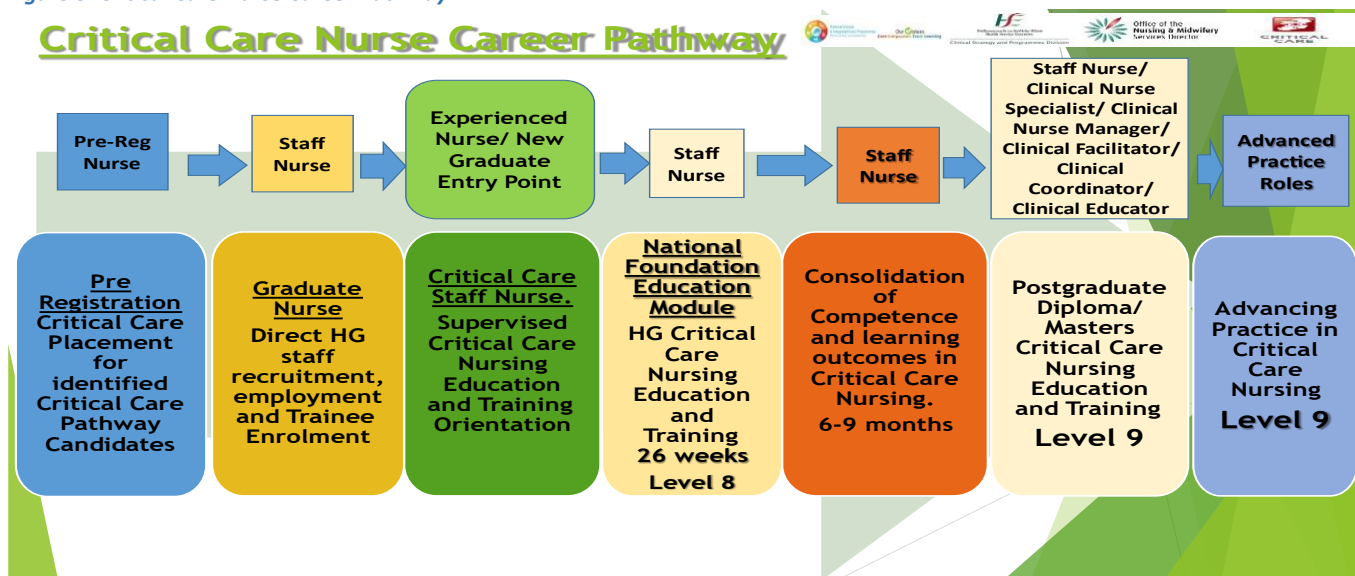 Critical Care Nurse Career Pathway
HE
Clinical Strategy and Programmes Division
Office of the
Nursing & Midwifery
Services Director
CRITICAL
CARE
Pre-Reg
Nurse
Staff
Nurse
Experienced
Nurse/ New
Graduate
Entry Point
Staff
Nurse
Staff
Nurse
Staff Nurse/
Clinical Nurse
Specialist/ Clinical
Nurse Manager/
Clinical Facilitator/
Clinical
Coordinator/
Clinical Educator
Advanced
Practice
Roles
Pre
Registration
Critical Care
Placement
for
identified
Critical Care
Pathway
Candidates
Graduate
Nurse
Direct HG
staff
recruitment,
employment
and Trainee
Enrolment
Critical Care
Staff Nurse.
Supervised
Critical Care
Nursing
Education
and Training
Orientation
National
Foundation
Education
Module
HG Critical
Care
Nursing
Education
and
Training
26 weeks
Level 8
Consolidation
of
Competence
and learning
outcomes in
Critical Care
Nursing.
6-9 months
Postgraduate
Diploma/
Masters
Critical Care
Nursing
Education
and Training
Level 9
Advancing
Practice in
Critical
Care
Nursing
Level 9